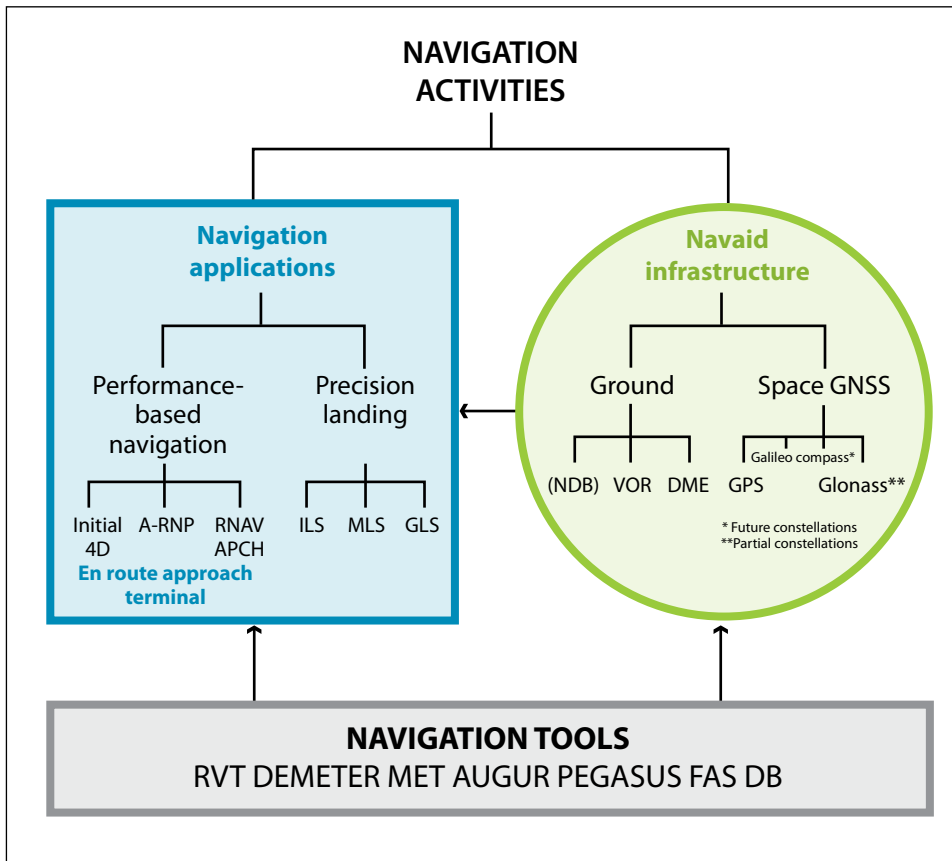 NAVIGATION
ACTIVITIES
Navigation
applications
Performance-
based
navigation
Precision
landing
Initial
4D
A-RNP
RNAV
APCH
ILS
MLS
GLS
En route approach
terminal
Navaid
infrastructure
Ground
Space GNSS
(NDB)
VOR
DME
Galileo compass*
GPS
Glonass**
* Future constellations
**Partial constellations
NAVIGATION TOOLS
RVT DEMETER MET AUGUR PEGASUS FAS DB